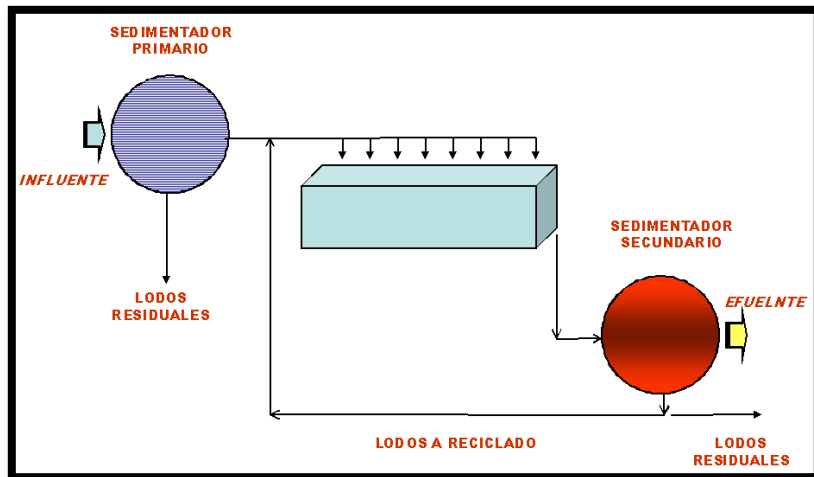 SEDIMENTADOR
PRIMARIO
INFLUENTE
LODOS
RESIDUALES
SEDIMENTADOR
SECUNDARIO
EFUELNTE
LODOS A RECICLADO
LODOS
RESIDUALES